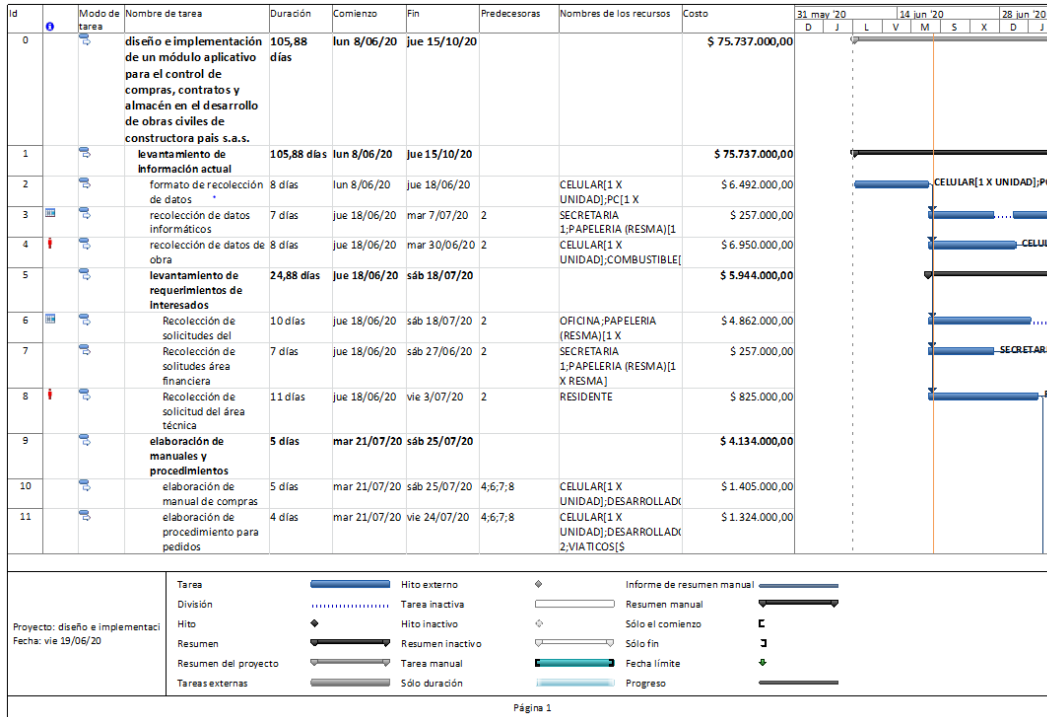 Id Modo de Nombre de tarea Duración Comienzo Fin Predecesoras Nombres de los recursos Costo 31 may '20 14 jun '20 28 jun '20
tarea D J L V M S X D J
0 diseño e implementación 105,88 lun 8/06/20 jue 15/10/20 $ 75.737.000,00
de un módulo aplicativo días
para el control de
compras, contratos y
almacén en el desarrollo
de obras civiles de
constructora pais s.a.s.
1 levantamiento de 105,88 días lun 8/06/20 jue 15/10/20 $ 75.737.000,00
información actual
2 formato de recolección 8 días lun 8/06/20 jue 18/06/20 CELULAR[1 X $ 6.492.000,00 CELULAR[1 X UNIDAD];PC
de datos UNIDAD];PC[1 X
3 recolección de datos 7 días jue 18/06/20 mar 7/07/20 2 SECRETARIA $ 257.000,00
informáticos 1;PAPELERIA (RESMA)[1
4 recolección de datos de 8 días jue 18/06/20 mar 30/06/20 2 CELULAR[1 X $ 6.950.000,00 CELUL
obra UNIDAD];COMBUSTIBLE[
5 levantamiento de 24,88 días jue 18/06/20 sáb 18/07/20 $ 5.944.000,00
requerimientos de
interesados
6 Recolección de 10 días jue 18/06/20 sáb 18/07/20 2 OFICINA;PAPELERIA $ 4.862.000,00
solicitudes del (RESMA)[1 X
7 Recolección de 7 días jue 18/06/20 sáb 27/06/20 2 SECRETARIA $ 257.000,00 SECRETAR
solitudes área 1;PAPELERIA (RESMA)[1
financiera X RESMA]
8 Recolección de 11 días jue 18/06/20 vie 3/07/20 2 RESIDENTE $ 825.000,00
solicitud del área
técnica
9 elaboración de 5 días mar 21/07/20 sáb 25/07/20 $ 4.134.000,00
manuales y
procedimientos
10 elaboración de 5 días mar 21/07/20 sáb 25/07/20 4;6;7;8 CELULAR[1 X $ 1.405.000,00
manual de compras UNIDAD];DESARROLLADO
11 elaboración de 4 días mar 21/07/20 vie 24/07/20 4;6;7;8 CELULAR[1 X $ 1.324.000,00
procedimiento para UNIDAD];DESARROLLADO
pedidos 2;VIATICOS[$
Proyecto: diseño e implementaci
Fecha: vie 19/06/20
Tarea Hito externo Informe de resumen manual
División Tarea inactiva Resumen manual
Hito Hito inactivo Sólo el comienzo
Resumen Resumen inactivo Sólo fin
Resumen del proyecto Tarea manual Fecha límite
Tareas externas Sólo duración Progreso
Página 1